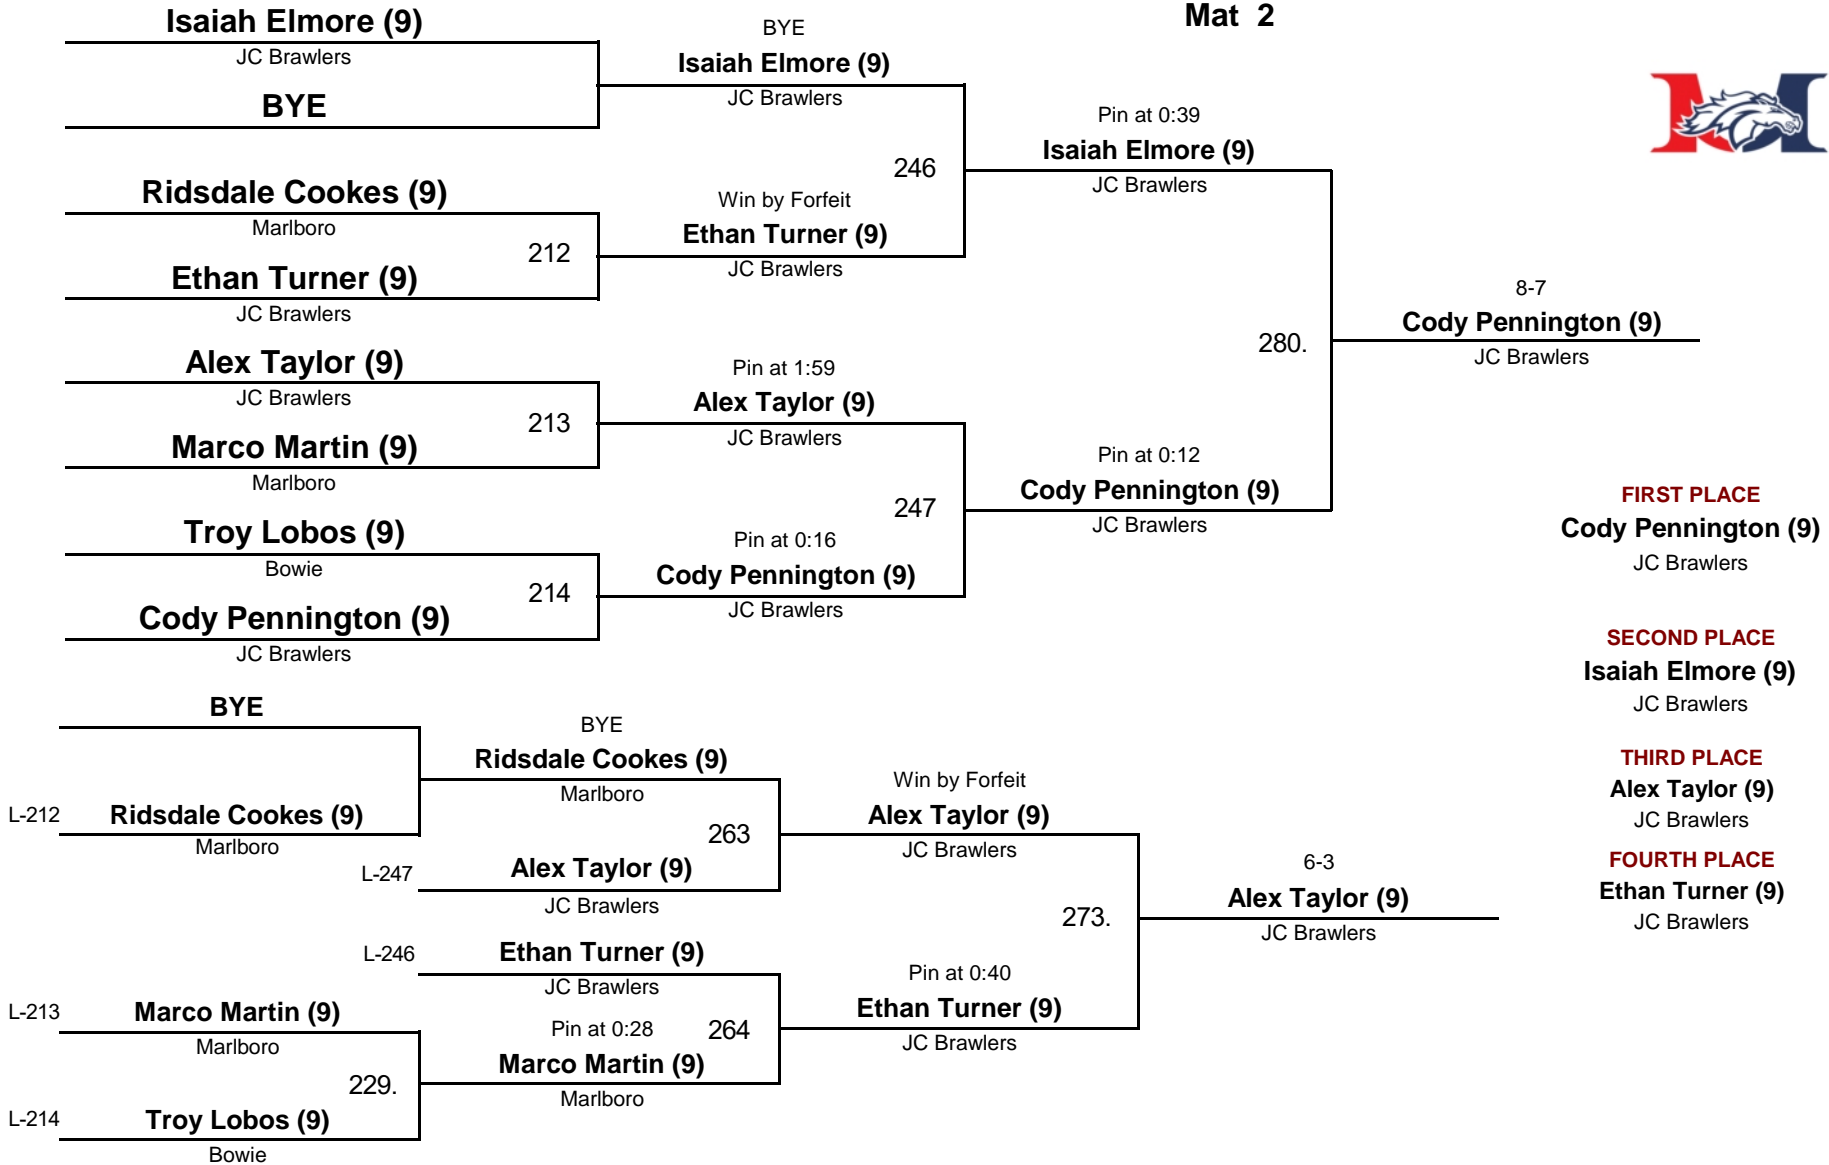 Mat 2
Isaiah Elmore (9)
JC Brawlers
BYE
Ridsdale Cookes (9)
Marlboro
212
Ethan Turner (9)
JC Brawlers
Alex Taylor (9)
JC Brawlers
213
Marco Martin (9)
Marlboro
Troy Lobos (9)
Bowie
214
Cody Pennington (9)
JC Brawlers
BYE
Isaiah Elmore (9)
JC Brawlers
246
Win by Forfeit
Ethan Turner (9)
JC Brawlers
Pin at 1:59
Alex Taylor (9)
JC Brawlers
247
Pin at 0:16
Cody Pennington (9)
JC Brawlers
Pin at 0:39
Isaiah Elmore (9)
JC Brawlers
280.
Pin at 0:12
Cody Pennington (9)
JC Brawlers
8-7
Cody Pennington (9)
JC Brawlers
FIRST PLACE
Cody Pennington (9)
JC Brawlers
SECOND PLACE
Isaiah Elmore (9)
JC Brawlers
THIRD PLACE
Alex Taylor (9)
JC Brawlers
FOURTH PLACE
Ethan Turner (9)
JC Brawlers
BYE
L-212 Ridsdale Cookes (9)
Marlboro
L-213 Marco Martin (9)
Marlboro
229.
L-214 Troy Lobos (9)
Bowie
BYE
Ridsdale Cookes (9)
Marlboro
263
L-247 Alex Taylor (9)
JC Brawlers
L-246 Ethan Turner (9)
JC Brawlers
Pin at 0:28 264
Marco Martin (9)
Marlboro
Win by Forfeit
Alex Taylor (9)
JC Brawlers
273.
Pin at 0:40
Ethan Turner (9)
JC Brawlers
6-3
Alex Taylor (9)
JC Brawlers
M